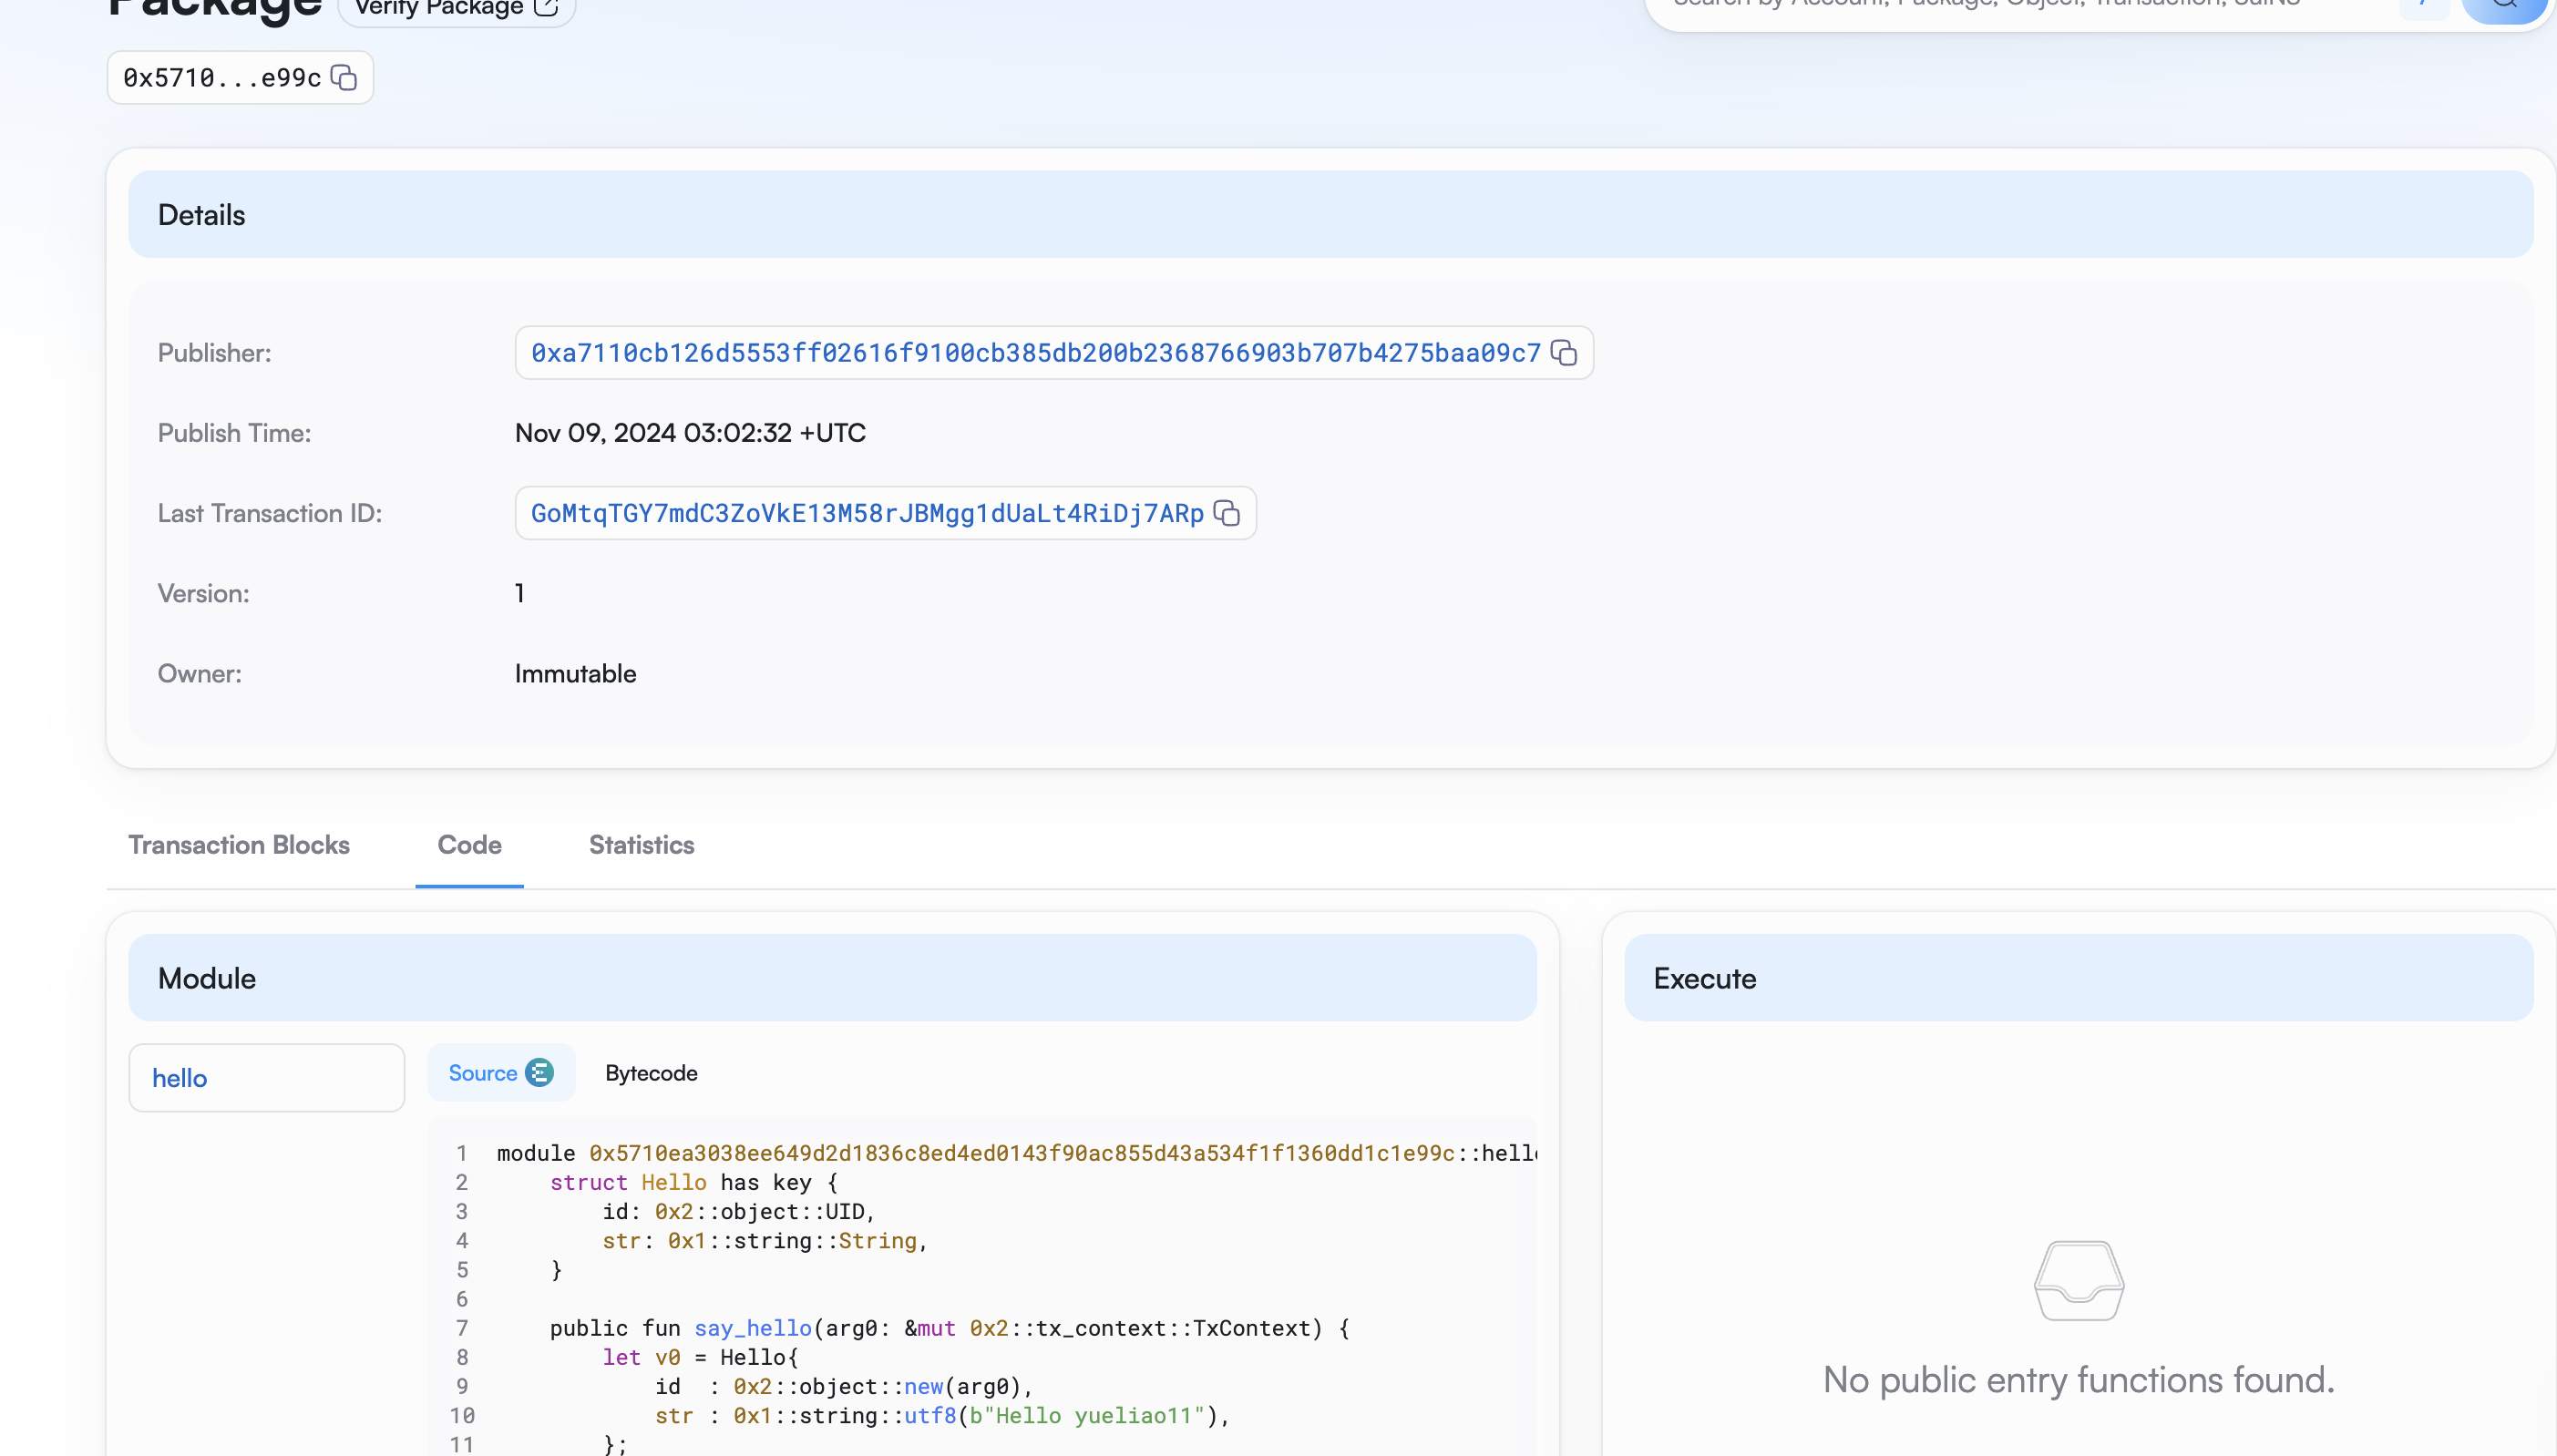 Package Verify Package
Search by Account, Package, Object, Transaction, SuiNS /
0x5710...e99c
Details
Publisher: 0xa7110cb126d5553ff02616f9100cb385db200b2368766903b707b4275baa09c7
Publish Time: Nov 09, 2024 03:02:32 +UTC
Last Transaction ID: GoMtqTGY7mdC3ZoVkE13M58rJBMgg1dUaLt4RiDj7ARp
Version: 1
Owner: Immutable
Transaction Blocks Code Statistics
Module
hello
Source Bytecode
1 module 0x5710ea3038ee649d2d1836c8ed4ed0143f90ac855d43a534f1f1360dd1c1e99c::hell
2 struct Hello has key {
3 id: 0x2::object::UID,
4 str: 0x1::string::String,
5 }
6
7 public fun say_hello(arg0: &mut 0x2::tx_context::TxContext) {
8 let v0 = Hello{
9 id : 0x2::object::new(arg0),
10 str : 0x1::string::utf8(b"Hello yueliao11"),
11 };
Execute
No public entry functions found.